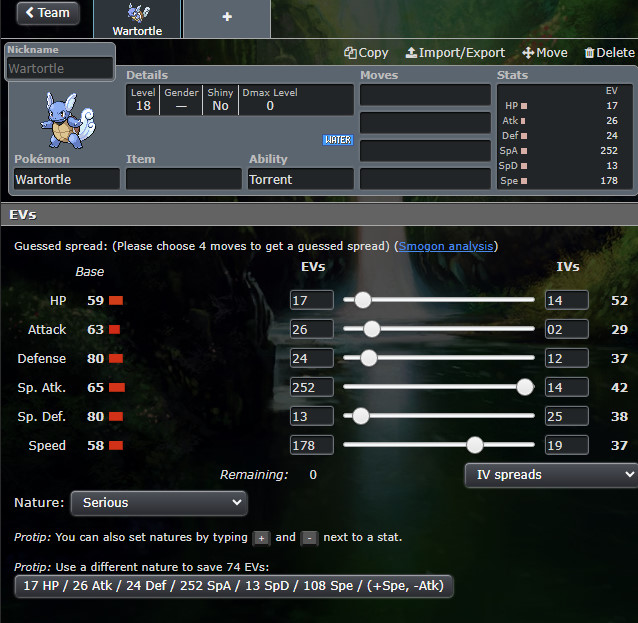 Team
Wartortle
+
Nickname
Wartortle
Copy Import/Export Move Delete
Details
Level Gender Shiny Dmax Level
18 — No 0
WATER
Pokémon Item Ability
Wartortle Torrent
Moves
Stats
EV
HP 17
Atk 26
Def 24
SpA 252
SpD 13
Spe 178
EVs
Guessed spread: (Please choose 4 moves to get a guessed spread) (Smogon analysis)
Base EVs IVs
HP 59 17 14 52
Attack 63 26 02 29
Defense 80 24 12 37
Sp. Atk. 65 252 14 42
Sp. Def. 80 13 25 38
Speed 58 178 19 37
Remaining: 0 IV spreads
Nature: Serious
Protip: You can also set natures by typing + and - next to a stat.
Protip: Use a different nature to save 74 EVs:
17 HP / 26 Atk / 24 Def / 252 SpA / 13 SpD / 108 Spe / (+Spe, -Atk)